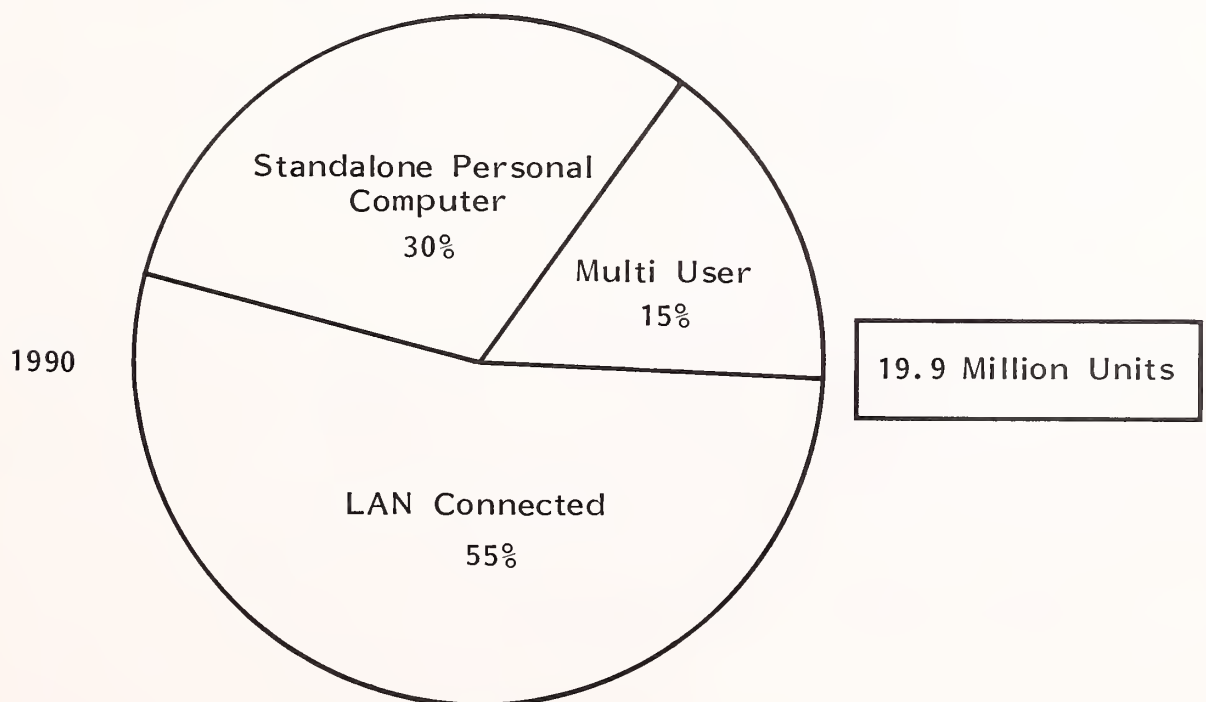 Standalone Personal
Computer
30%
Multi User
15%
1990
19.9 Million Units
LAN Connected
55%